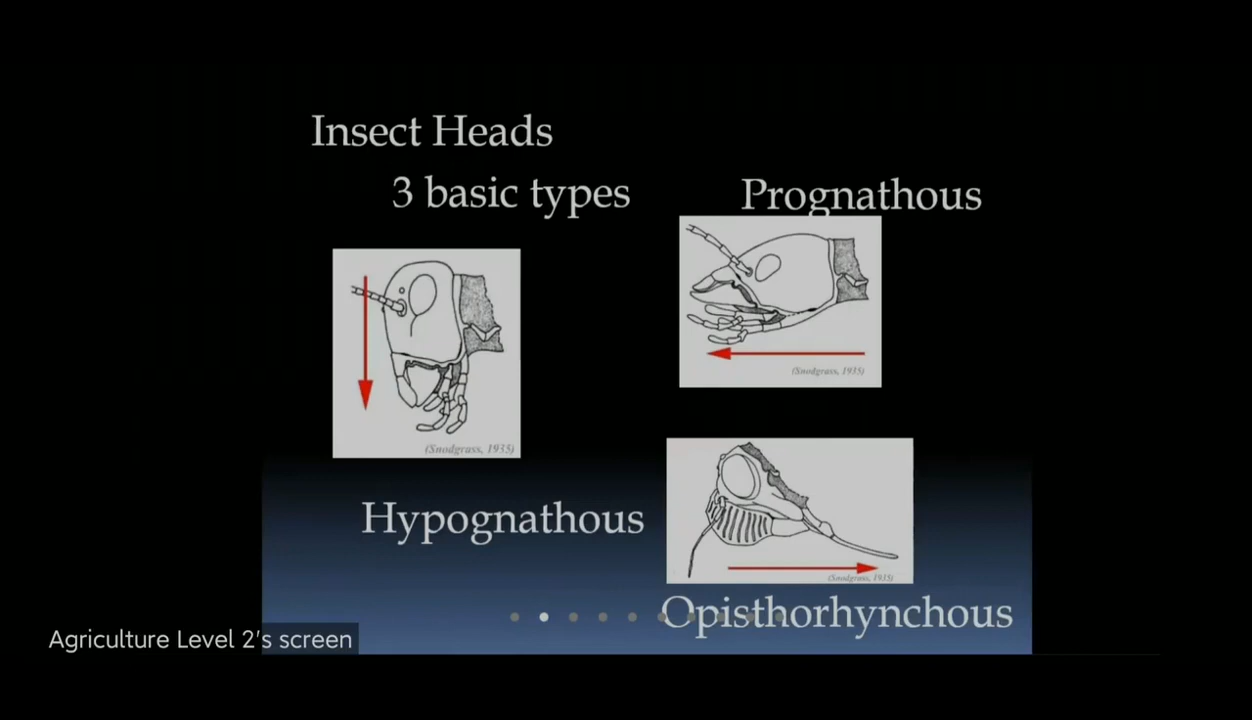 Insect Heads
3 basic types
Prognathous
(Snodgrass, 1935)
(Snodgrass, 1935)
Hypognathous
(Snodgrass, 1935)
Opisthorhynchous
Agriculture Level 2's screen